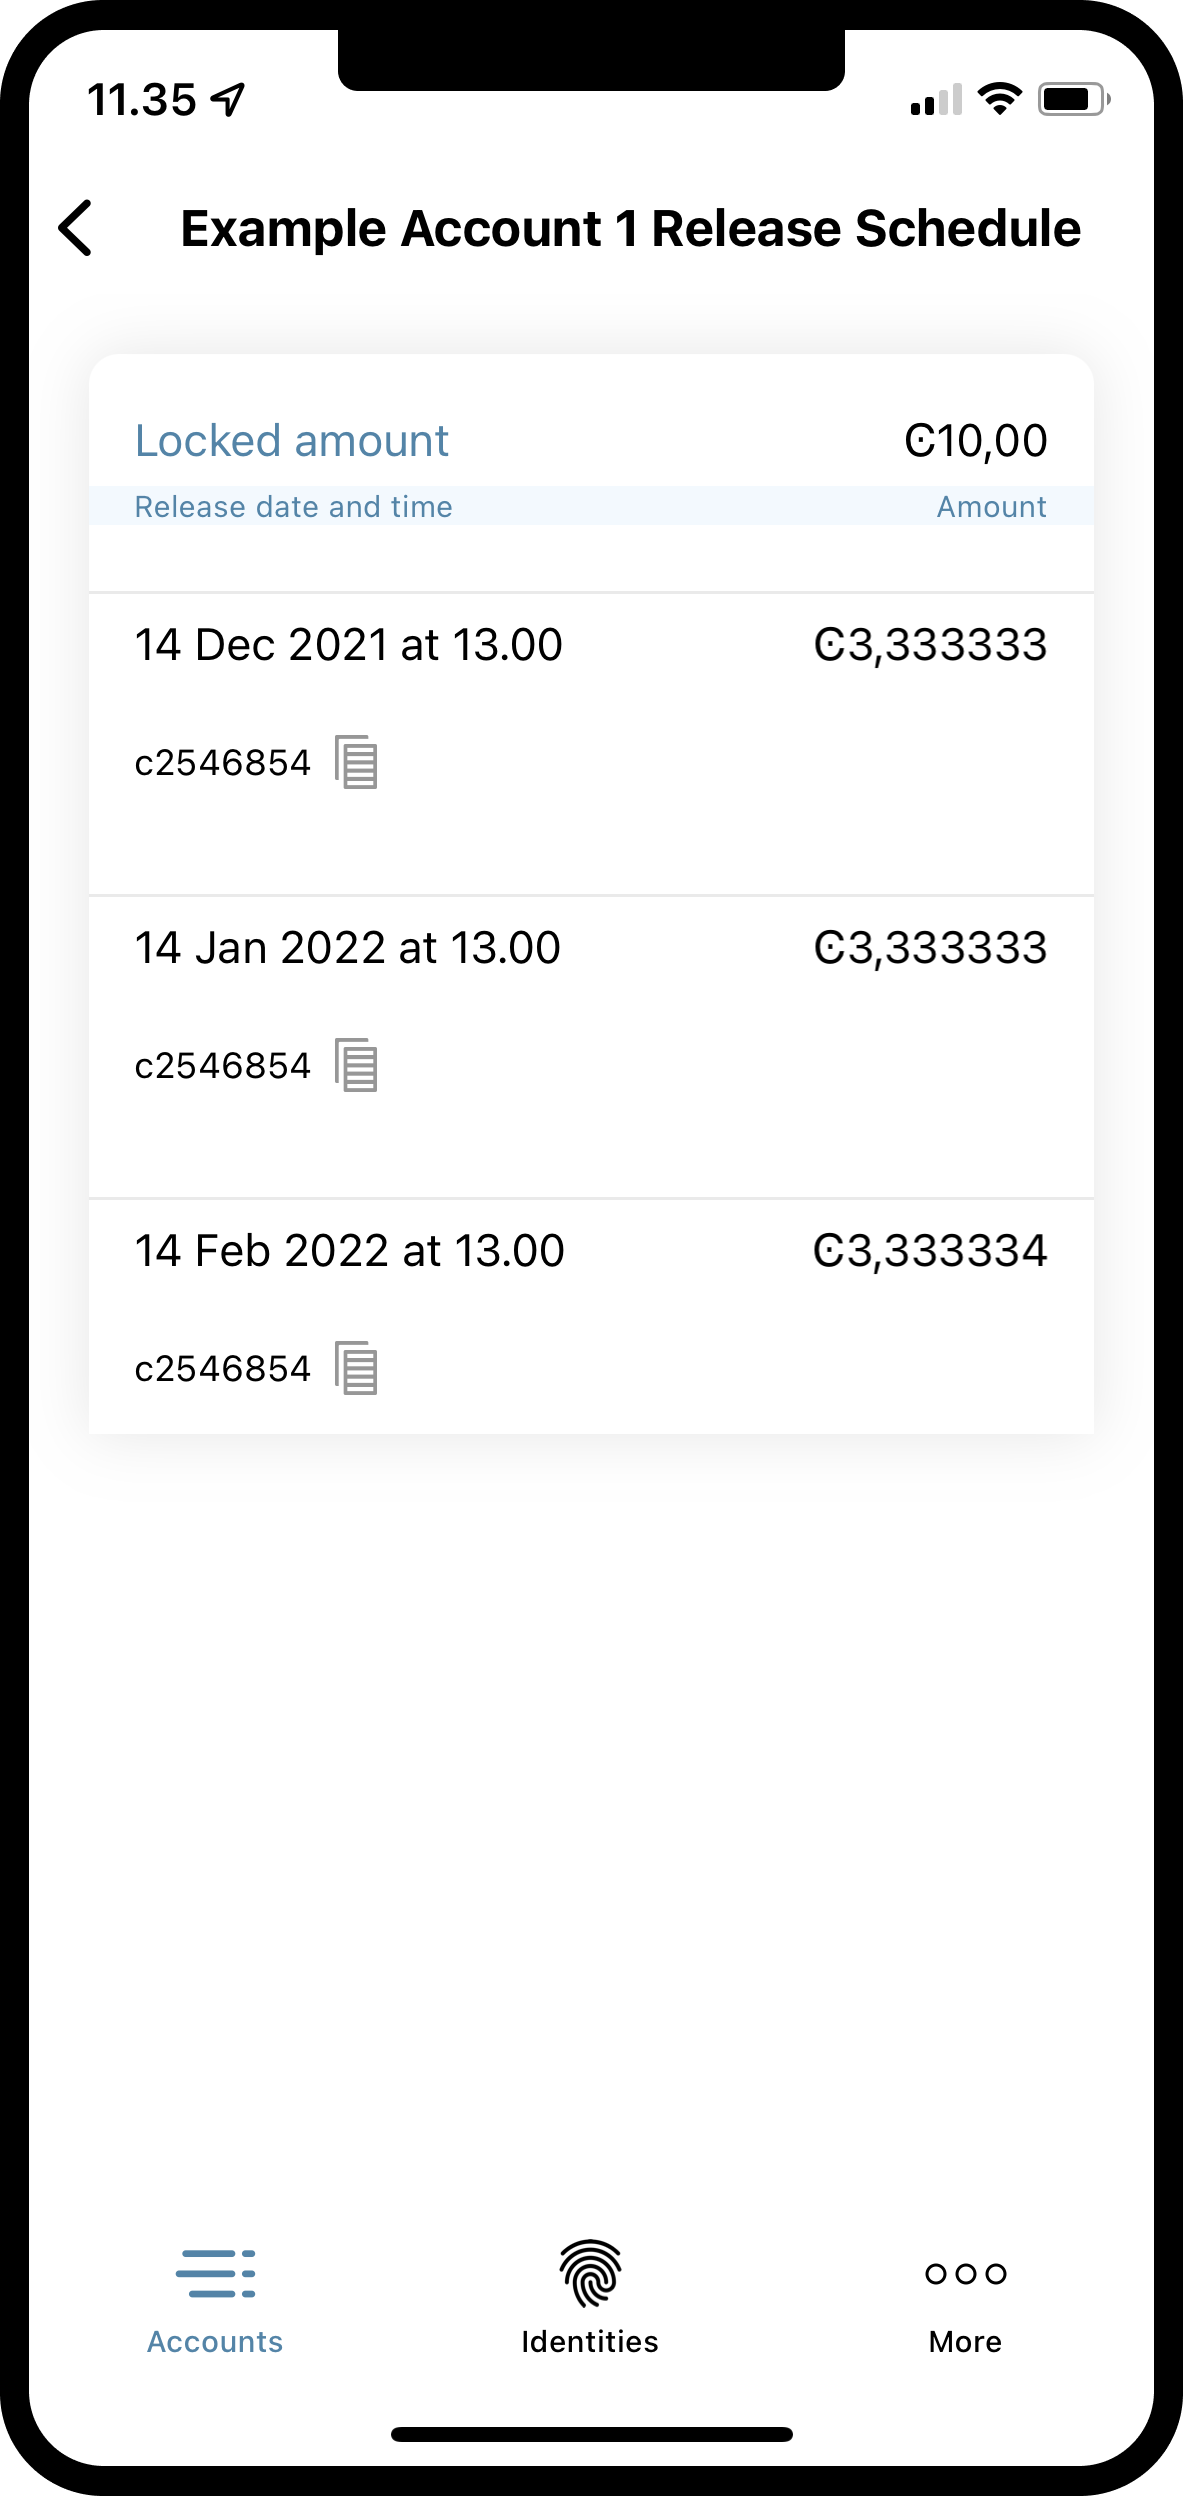 11.35
Example Account 1 Release Schedule
Locked amount Ͼ10,00
Release date and time Amount
14 Dec 2021 at 13.00 Ͼ3,333333
c2546854
14 Jan 2022 at 13.00 Ͼ3,333333
c2546854
14 Feb 2022 at 13.00 Ͼ3,333334
c2546854
Accounts Identities More